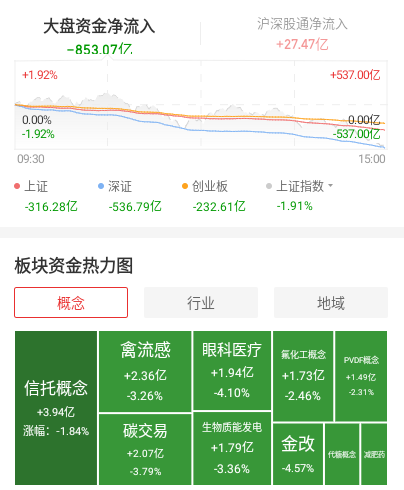 大盘资金净流入
沪深股通净流入
-853.07亿
+27.47亿
+1.92%
+537.00亿
0.00%
0.00亿
-1.92%
-537.00亿
09:30
15:00
上证
深证
创业板
上证指数
-316.28亿
-536.79亿
-232.61亿
-1.91%
板块资金热力图
概念
行业
地域
信托概念
+3.94亿
涨幅：-1.84%
禽流感
+2.36亿
-3.26%
碳交易
+2.07亿
-3.79%
眼科医疗
+1.94亿
-4.10%
生物质能发电
+1.79亿
-3.36%
氟化工概念
+1.73亿
-2.46%
PVDF概念
+1.49亿
-2.31%
金改
-4.57%
代糖概念
减肥药